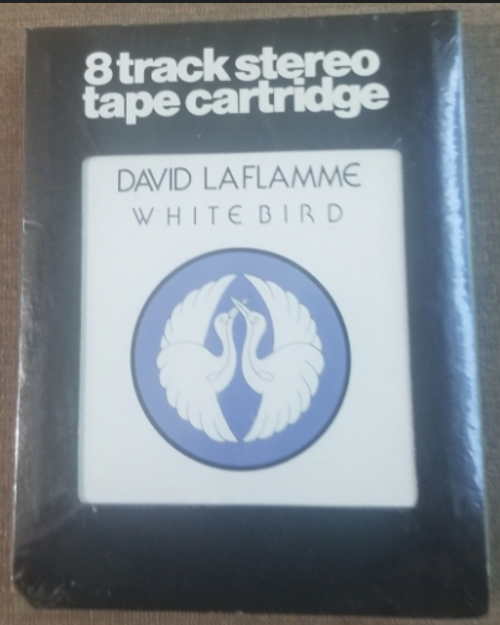 8 track stereo
tape cartridge
DAVID LAFLAMME
WHITE BIRD